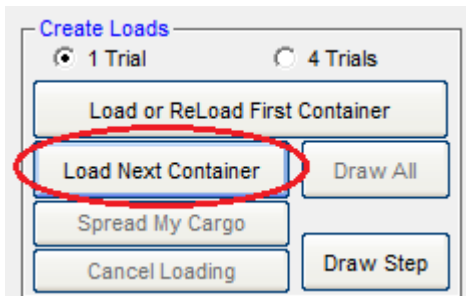 Create Loads
1 Trial 4 Trials
Load or ReLoad First Container
Load Next Container Draw All
Spread My Cargo
Cancel Loading Draw Step